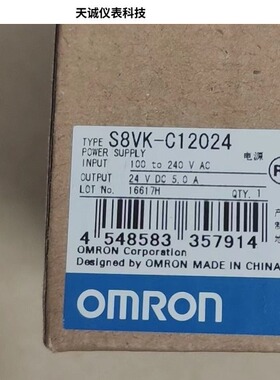 天诚仪表科技
TYPE S8VK-C12024
POWER SUPPLY 电源
INPUT 100 to 240 V AC
OUTPUT 24 V DC 5.0 A
LOT No. 16617H QTY. 1
4 548583 357914
OMRON Corporation
Designed by OMRON MADE IN CHINA
OMRON